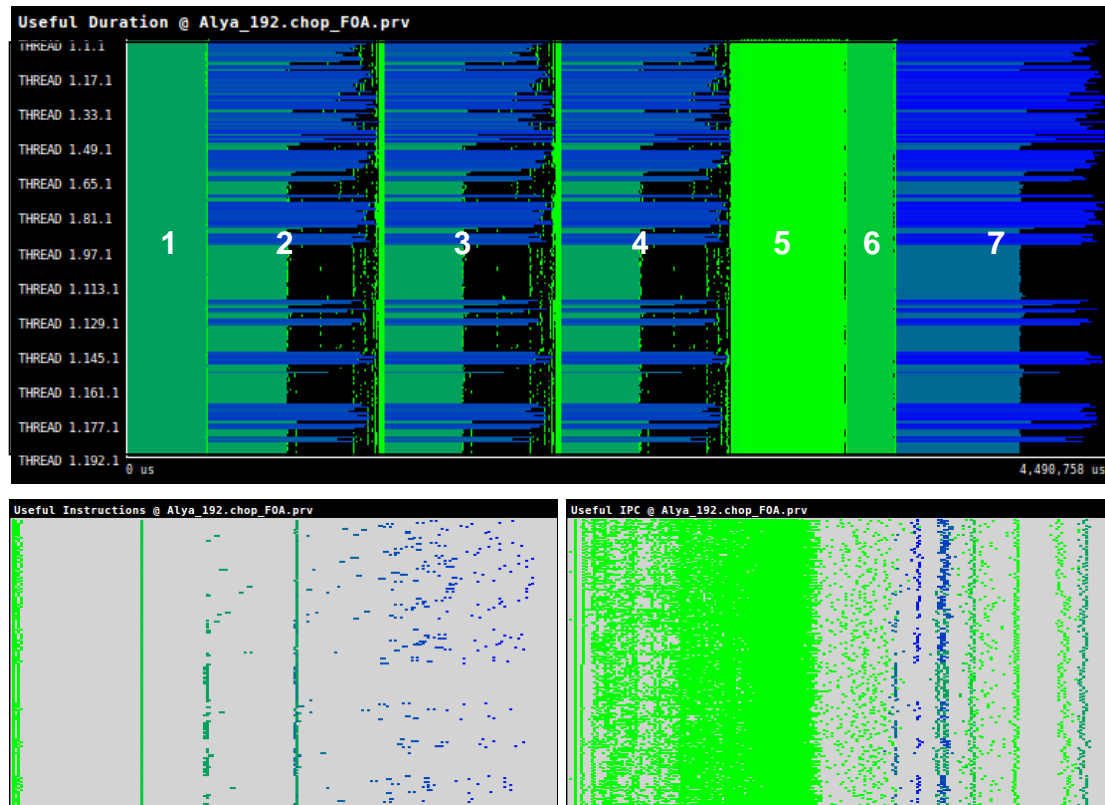 Useful Duration @ Alya_192.chop_FOA.prv
THREAD 1.1.1
THREAD 1.17.1
THREAD 1.33.1
THREAD 1.49.1
THREAD 1.65.1
THREAD 1.81.1
THREAD 1.97.1
THREAD 1.113.1
THREAD 1.129.1
THREAD 1.145.1
THREAD 1.161.1
THREAD 1.177.1
THREAD 1.192.1
1 2 3 4 5 6 7
0 us 4,490,758 us
Useful Instructions @ Alya_192.chop_FOA.prv
Useful IPC @ Alya_192.chop_FOA.prv